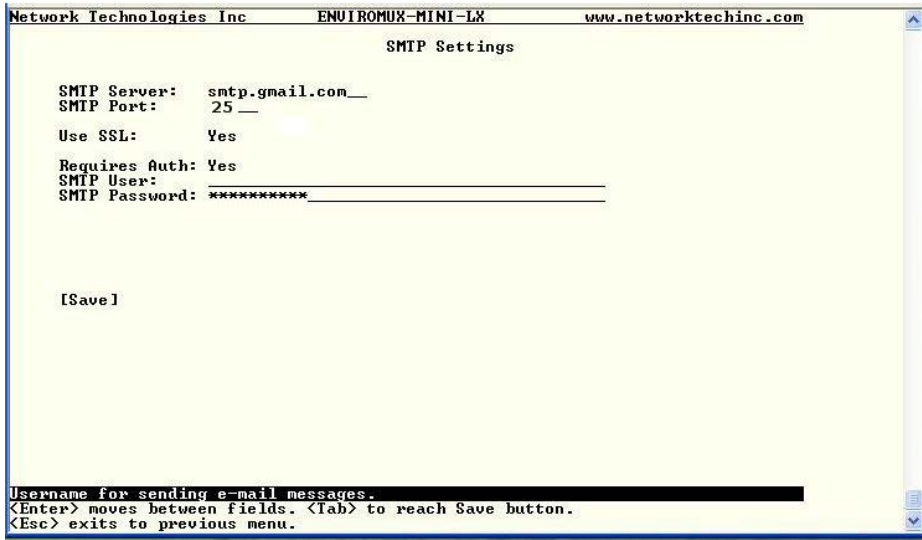 Network Technologies Inc ENVIROMUX-MINI-LX www.networktechinc.com
SMTP Settings
SMTP Server: smtp.gmail.com__
SMTP Port: 25 __
Use SSL: Yes
Requires Auth: Yes
SMTP User: ________________________________________
SMTP Password: **********______________________________
[Save]
Username for sending e-mail messages.
<Enter> moves between fields. <Tab> to reach Save button.
<Esc> exits to previous menu.